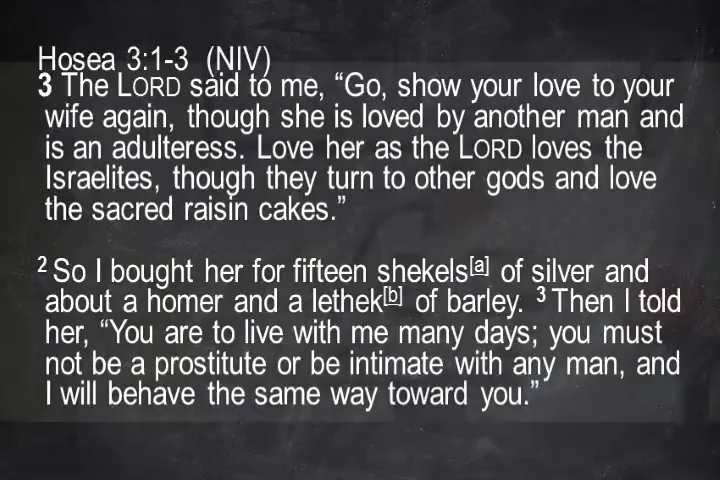 Hosea 3:1-3 (NIV)
3 The LORD said to me, “Go, show your love to your
wife again, though she is loved by another man and
is an adulteress. Love her as the LORD loves the
Israelites, though they turn to other gods and love
the sacred raisin cakes.”
2 So I bought her for fifteen shekels[a] of silver and
about a homer and a lethek[b] of barley. 3 Then I told
her, “You are to live with me many days; you must
not be a prostitute or be intimate with any man, and
I will behave the same way toward you.”